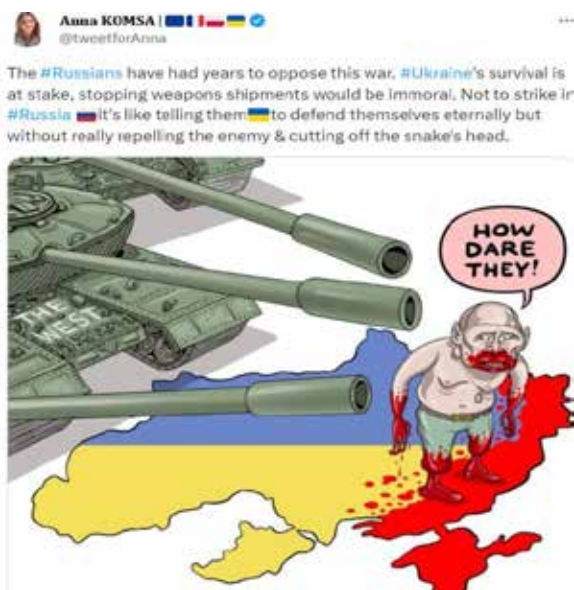 Anna KOMSA |
@tweetforAnna
The #Russians have had years to oppose this war. #Ukraine's survival is
at stake, stopping weapons shipments would be immoral. Not to strike in
#Russia it's like telling them to defend themselves eternally but
without really repelling the enemy & cutting off the snake's head.
HOW
DARE
THEY!
THE
WEST